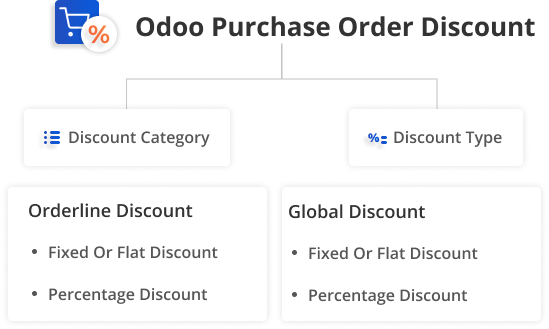 Odoo Purchase Order Discount
Discount Category
Discount Type
Orderline Discount
• Fixed Or Flat Discount
• Percentage Discount
Global Discount
• Fixed Or Flat Discount
• Percentage Discount